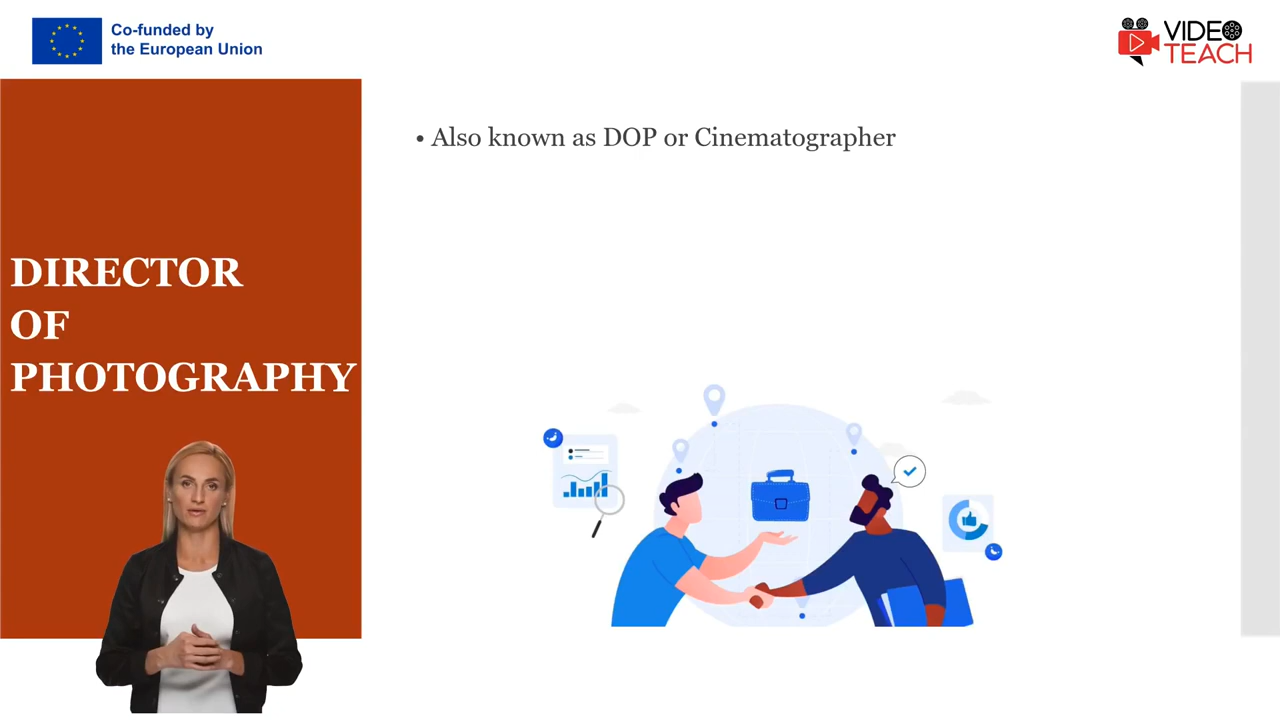 Co-funded by
the European Union
VIDEO
TEACH
• Also known as DOP or Cinematographer
DIRECTOR
OF
PHOTOGRAPHY